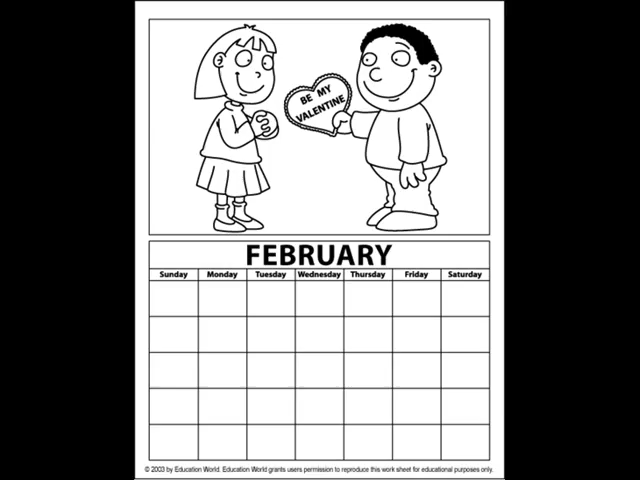 BE MY
VALENTINE
FEBRUARY
Sunday Monday Tuesday Wednesday Thursday Friday Saturday
© 2003 by Education World. Education World grants users permission to reproduce this work sheet for educational purposes only.